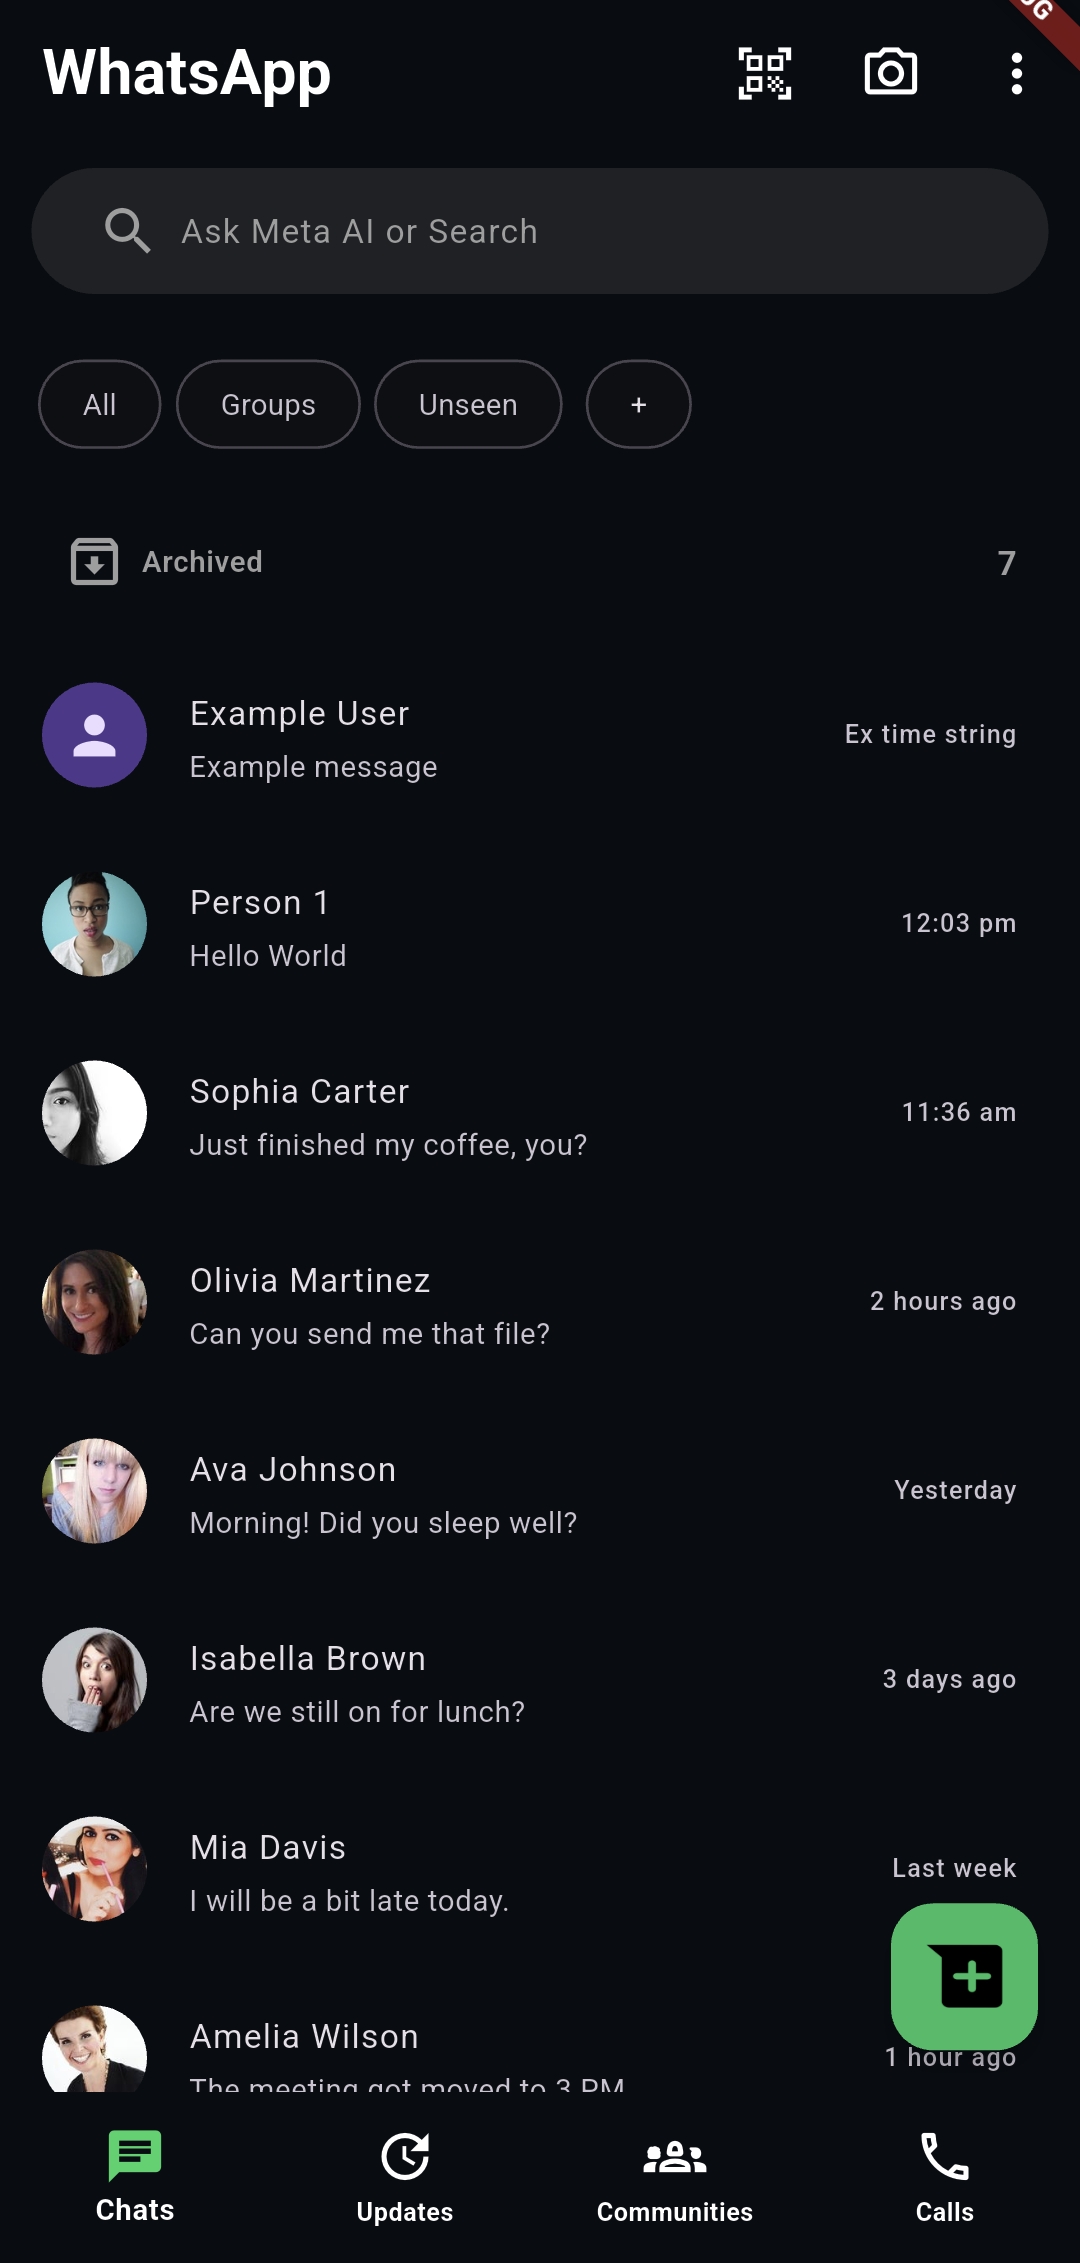 WhatsApp
Ask Meta AI or Search
All Groups Unseen +
Archived 7
Example User
Example message
Ex time string
Person 1
Hello World
12:03 pm
Sophia Carter
Just finished my coffee, you?
11:36 am
Olivia Martinez
Can you send me that file?
2 hours ago
Ava Johnson
Morning! Did you sleep well?
Yesterday
Isabella Brown
Are we still on for lunch?
3 days ago
Mia Davis
I will be a bit late today.
Last week
Amelia Wilson
The meeting got moved to 3 PM
1 hour ago
Chats Updates Communities Calls